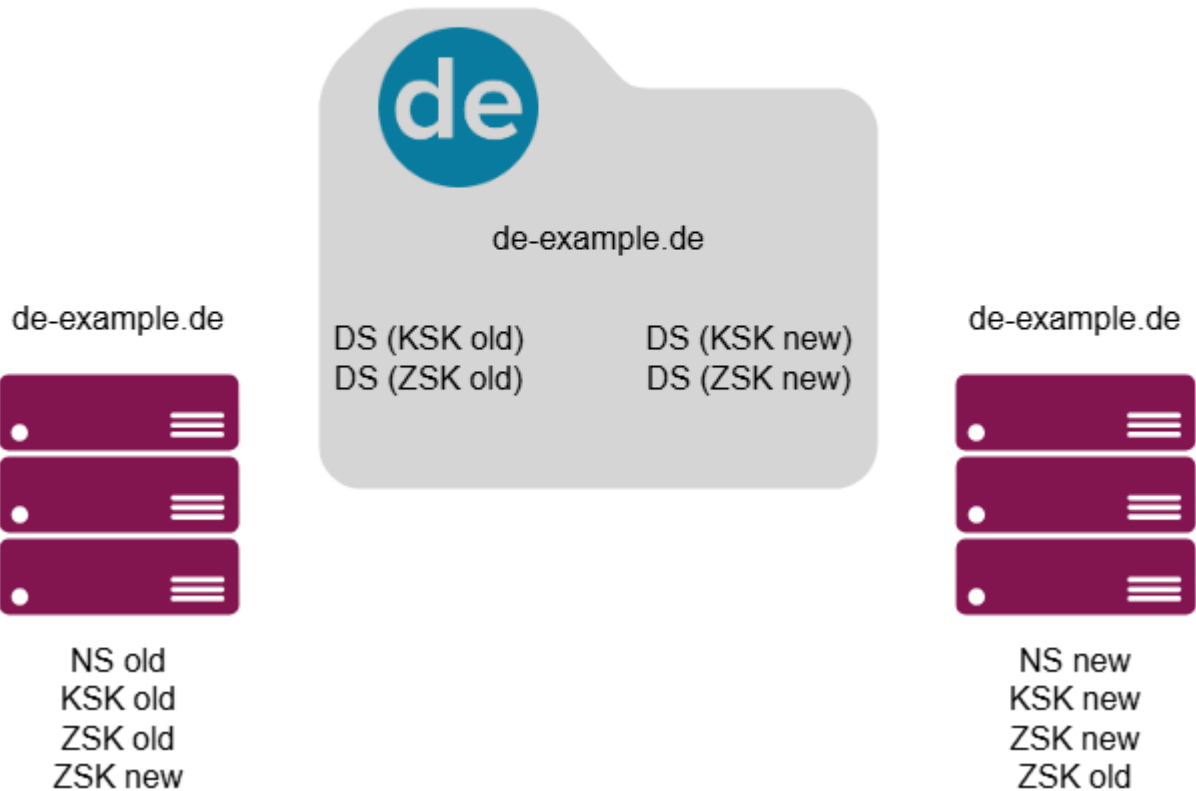 de
de-example.de
de-example.de
DS (KSK old)
DS (ZSK old)
DS (KSK new)
DS (ZSK new)
de-example.de
NS old
KSK old
ZSK old
ZSK new
NS new
KSK new
ZSK new
ZSK old